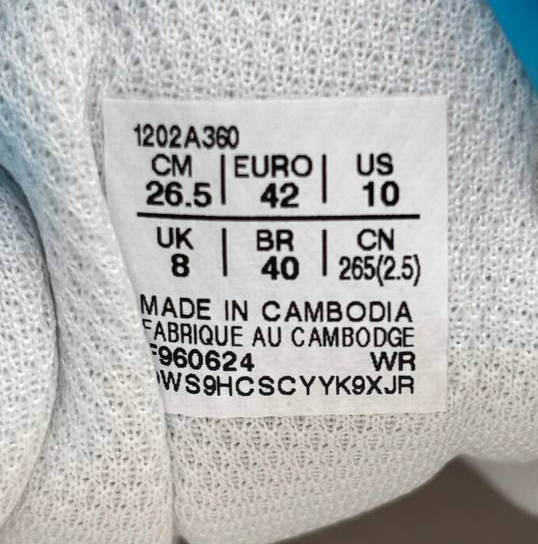 1202A360
CM | EURO | US
26.5 | 42 | 10
UK | BR | CN
8 | 40 | 265(2.5)
MADE IN CAMBODIA
FABRIQUE AU CAMBODGE
F960624 WR
WS9HCSCYYK9XJR